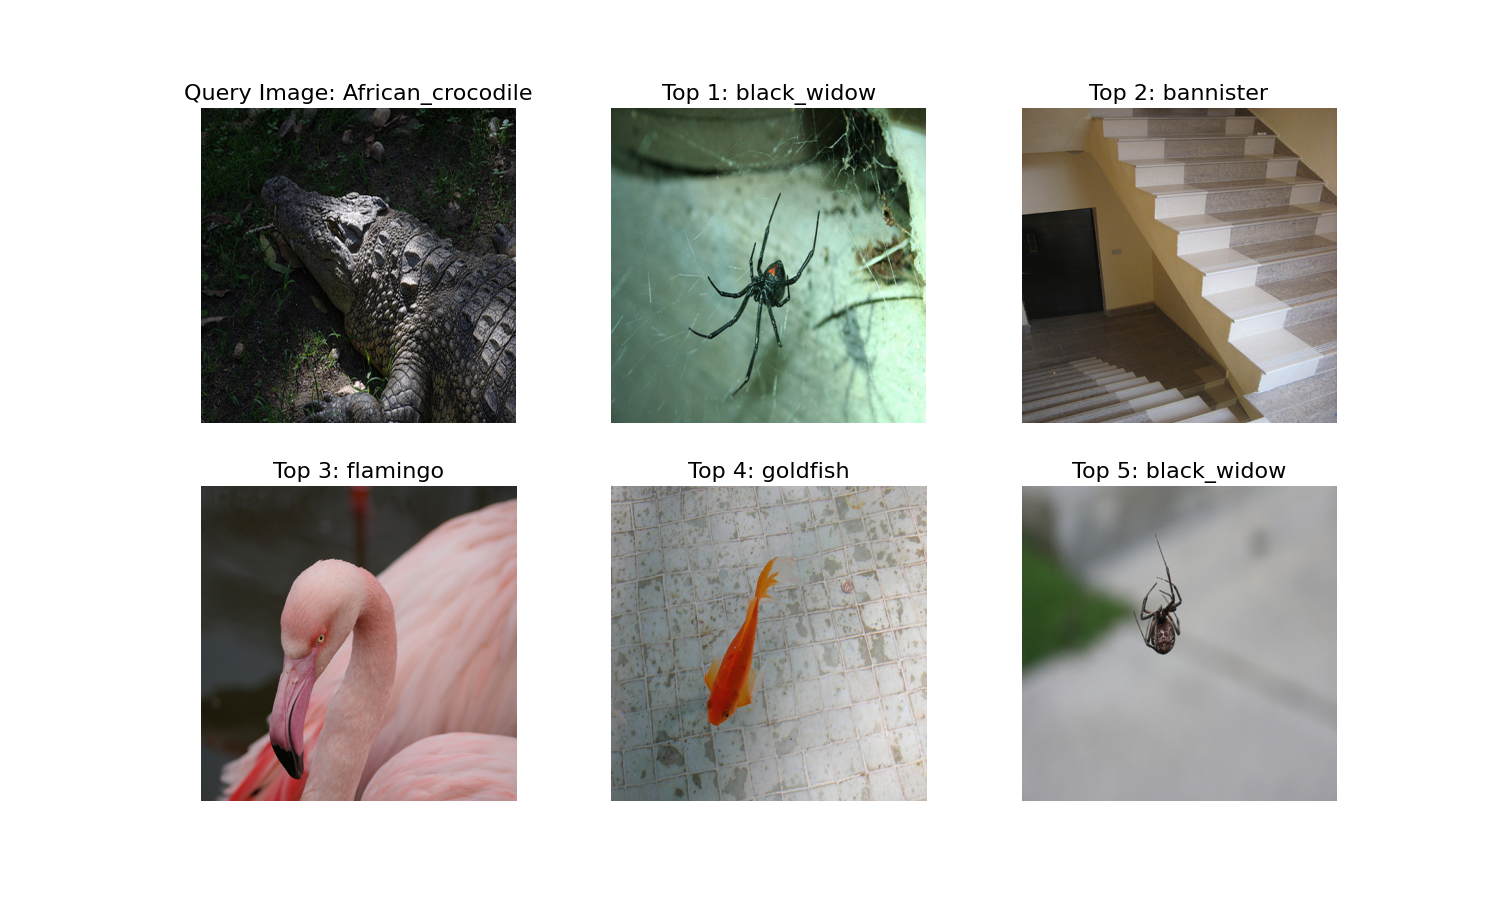 Query Image: African_crocodile
Top 1: black_widow
Top 2: bannister
Top 3: flamingo
Top 4: goldfish
Top 5: black_widow